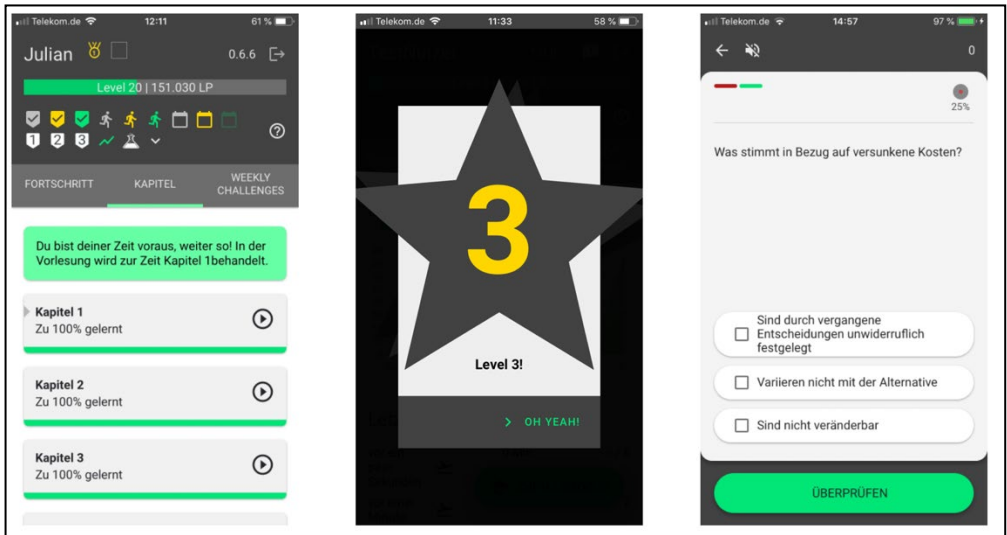 Telekom.de 12:11 61 %
Julian 1 0.6.6
Level 20 | 151.030 LP
1 2 3
FORTSCHRITT KAPITEL WEEKLY
CHALLENGES
Du bist deiner Zeit voraus, weiter so! In der
Vorlesung wird zur Zeit Kapitel 1behandelt.
Kapitel 1
Zu 100% gelernt
Kapitel 2
Zu 100% gelernt
Kapitel 3
Zu 100% gelernt
Telekom.de 11:33 58 %
3
Level 3!
> OH YEAH!
Telekom.de 14:57 97 %
0
25%
Was stimmt in Bezug auf versunkene Kosten?
Sind durch vergangene
Entscheidungen unwiderruflich
festgelegt
Variieren nicht mit der Alternative
Sind nicht veränderbar
ÜBERPRÜFEN